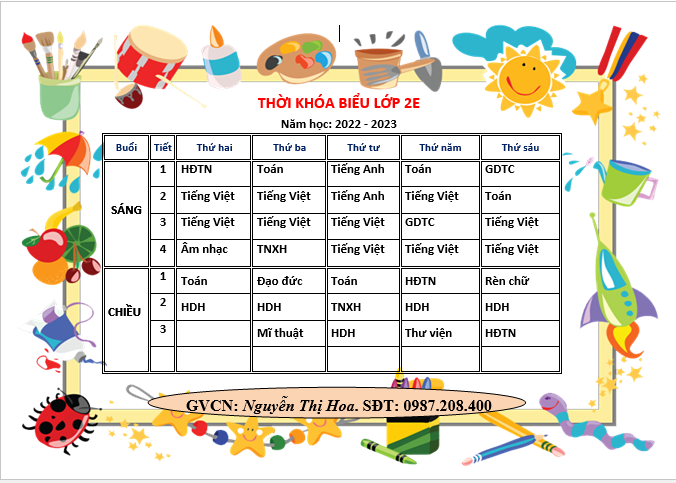 THỜI KHÓA BIỂU LỚP 2E
Năm học: 2022 - 2023
Buổi Tiết Thứ hai Thứ ba Thứ tư Thứ năm Thứ sáu
SÁNG 1 HĐTN Toán Tiếng Anh Toán GDTC
2 Tiếng Việt Tiếng Việt Tiếng Anh Tiếng Việt Toán
3 Tiếng Việt Tiếng Việt Tiếng Việt GDTC Tiếng Việt
4 Âm nhạc TNXH Tiếng Việt Tiếng Việt Tiếng Việt
CHIỀU 1 Toán Đạo đức Toán HĐTN Rèn chữ
2 HDH HDH TNXH HDH HDH
3 Mĩ thuật HDH Thư viện HĐTN
GVCN: Nguyễn Thị Hoa. SĐT: 0987.208.400